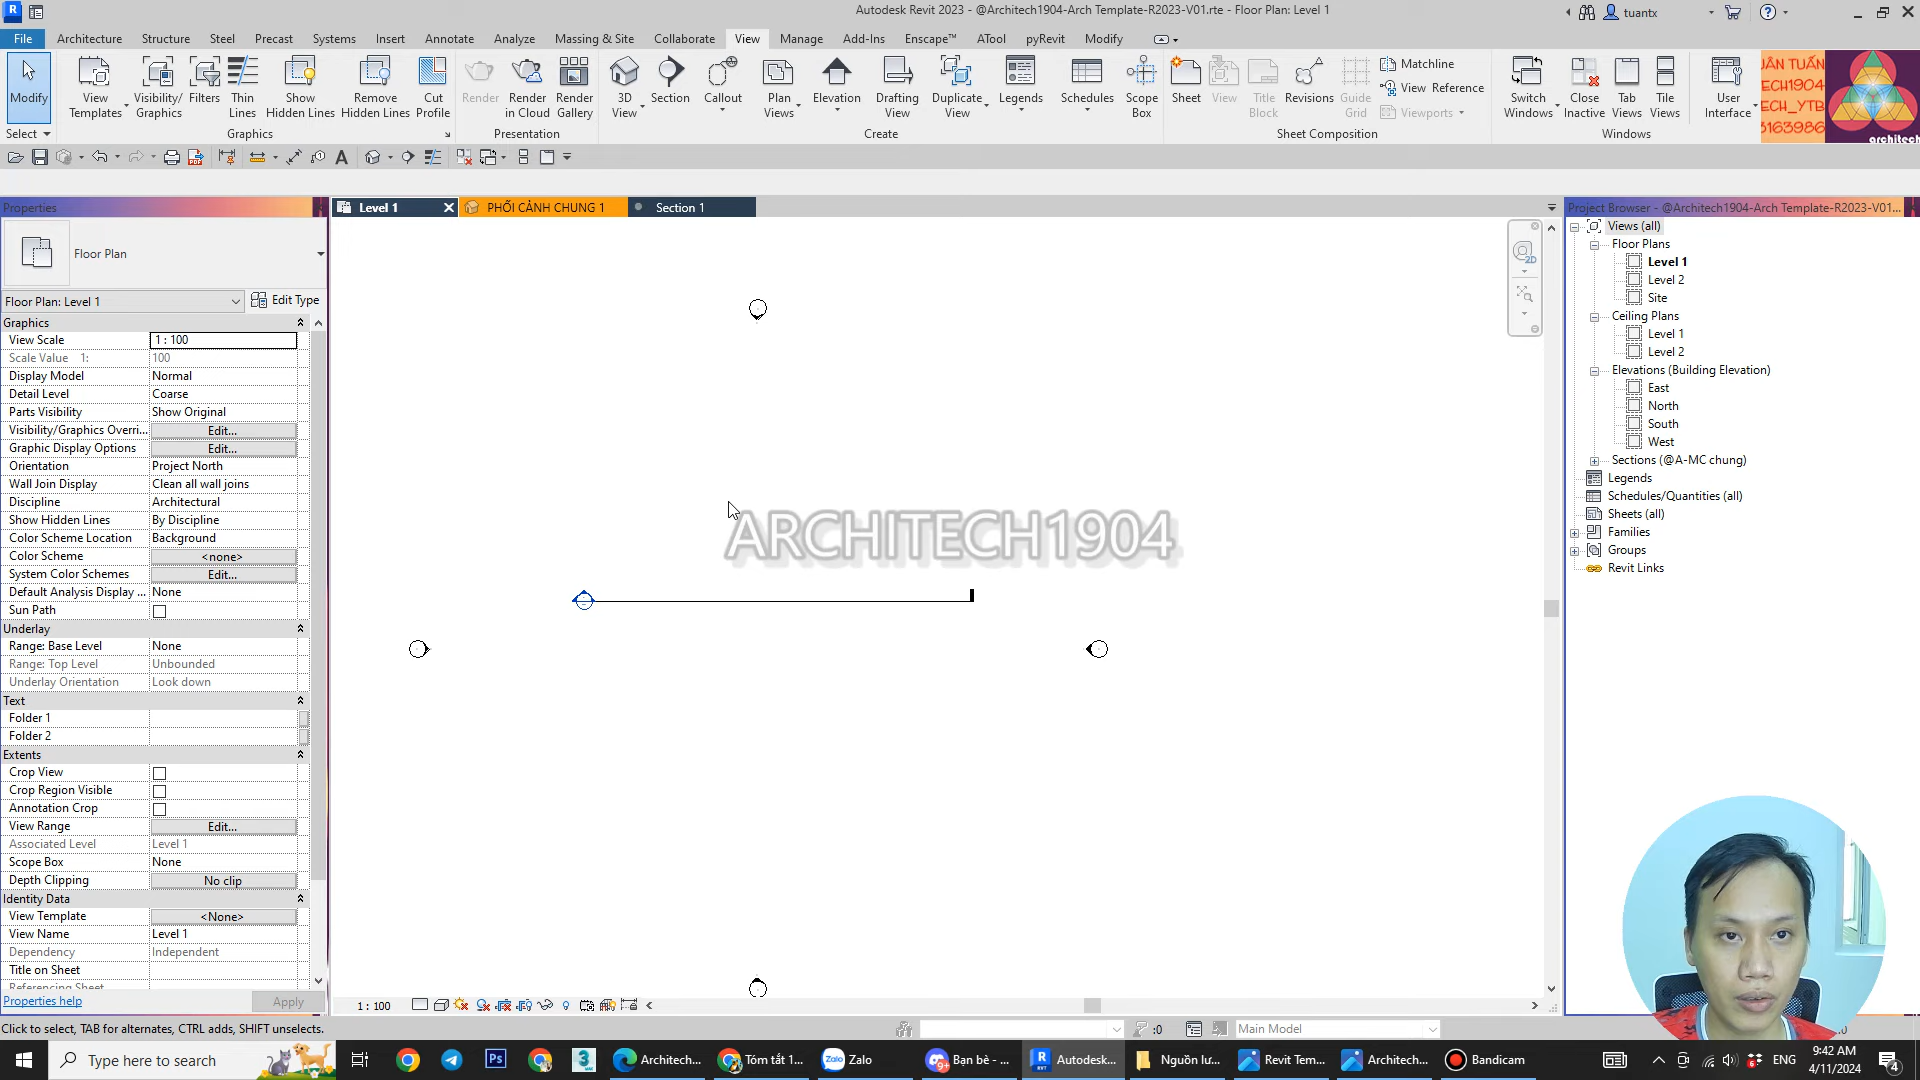 Autodesk Revit 2023 - @Architech1904-Arch Template-R2023-V01.rte - Floor Plan: Level 1
tuantx
File Architecture Structure Steel Precast Systems Insert Annotate Analyze Massing & Site Collaborate View Manage Add-Ins Enscape™ ATool pyRevit Modify
Modify
View Templates
Visibility/ Graphics
Filters
Thin Lines
Show Hidden Lines
Remove Hidden Lines
Cut Profile
Render
Render in Cloud
Render Gallery
3D View
Section
Callout
Plan Views
Elevation
Drafting View
Duplicate View
Legends
Schedules
Scope Box
Sheet
View
Title Block
Revisions
Guide Grid
Matchline
View Reference
Viewports
Switch Windows
Close Inactive
Tab Views
Tile Views
User Interface
UÂN TUẤN
TECH1904
ECH_YTB
3163986
architech
Select Graphics Presentation Create Sheet Composition Windows
Properties
Level 1
PHỐI CẢNH CHUNG 1
Section 1
Project Browser - @Architech1904-Arch Template-R2023-V01...
Floor Plan
Floor Plan: Level 1
Edit Type
Graphics
View Scale 1 : 100
Scale Value 1: 100
Display Model Normal
Detail Level Coarse
Parts Visibility Show Original
Visibility/Graphics Overri... Edit...
Graphic Display Options Edit...
Orientation Project North
Wall Join Display Clean all wall joins
Discipline Architectural
Show Hidden Lines By Discipline
Color Scheme Location Background
Color Scheme <none>
System Color Schemes Edit...
Default Analysis Display ... None
Sun Path
Underlay
Range: Base Level None
Range: Top Level Unbounded
Underlay Orientation Look down
Text
Folder 1
Folder 2
Extents
Crop View
Crop Region Visible
Annotation Crop
View Range Edit...
Associated Level Level 1
Scope Box None
Depth Clipping No clip
Identity Data
View Template <None>
View Name Level 1
Dependency Independent
Title on Sheet
Referencing Sheet
Properties help
Apply
ARCHITECH1904
2D
Views (all)
Floor Plans
Level 1
Level 2
Site
Ceiling Plans
Level 1
Level 2
Elevations (Building Elevation)
East
North
South
West
Sections (@A-MC chung)
Legends
Schedules/Quantities (all)
Sheets (all)
Families
Groups
Revit Links
1 : 100
Click to select, TAB for alternates, CTRL adds, SHIFT unselects.
:0
Main Model
Type here to search
Architech...
Tóm tắt 1...
Zalo
Bạn bè - ...
Autodesk...
Nguồn lư...
Revit Tem...
Architech...
Bandicam
ENG
9:42 AM
4/11/2024
4